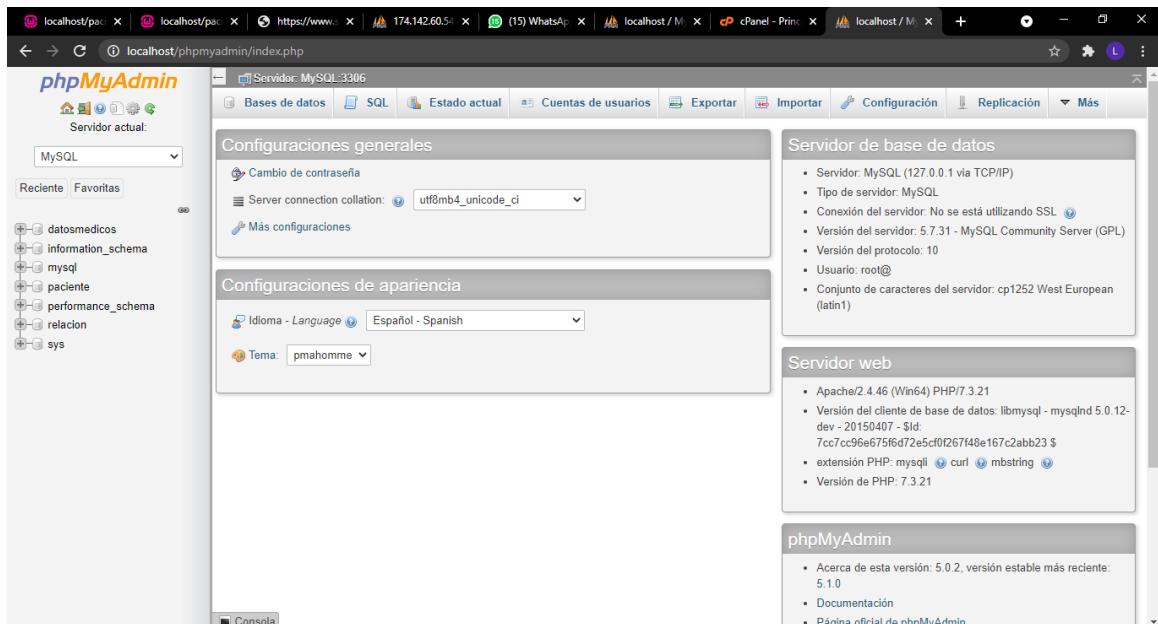 localhost/paci
localhost/paci
https://www.s
174.142.60.54
(15) WhatsAp
localhost / M
cPanel - Princ
localhost / My
localhost/phpmyadmin/index.php
L
phpMyAdmin
Servidor actual:
MySQL
Reciente Favoritas
datosmedicos
information_schema
mysql
paciente
performance_schema
relacion
sys
Servidor: MySQL:3306
Bases de datos
SQL
Estado actual
Cuentas de usuarios
Exportar
Importar
Configuración
Replicación
Más
Configuraciones generales
Cambio de contraseña
Server connection collation: utf8mb4_unicode_ci
Más configuraciones
Configuraciones de apariencia
Idioma - Language Español - Spanish
Tema: pmahomme
Servidor de base de datos
Servidor: MySQL (127.0.0.1 via TCP/IP)
Tipo de servidor: MySQL
Conexión del servidor: No se está utilizando SSL
Versión del servidor: 5.7.31 - MySQL Community Server (GPL)
Versión del protocolo: 10
Usuario: root@
Conjunto de caracteres del servidor: cp1252 West European
(latin1)
Servidor web
Apache/2.4.46 (Win64) PHP/7.3.21
Versión del cliente de base de datos: libmysql - mysqlnd 5.0.12-
dev - 20150407 - $Id:
7cc7cc96e675f6d72e5cf0f267f48e167c2abb23 $
extensión PHP: mysqli curl mbstring
Versión de PHP: 7.3.21
phpMyAdmin
Acerca de esta versión: 5.0.2, versión estable más reciente:
5.1.0
Documentación
Página oficial de phpMyAdmin
Consola